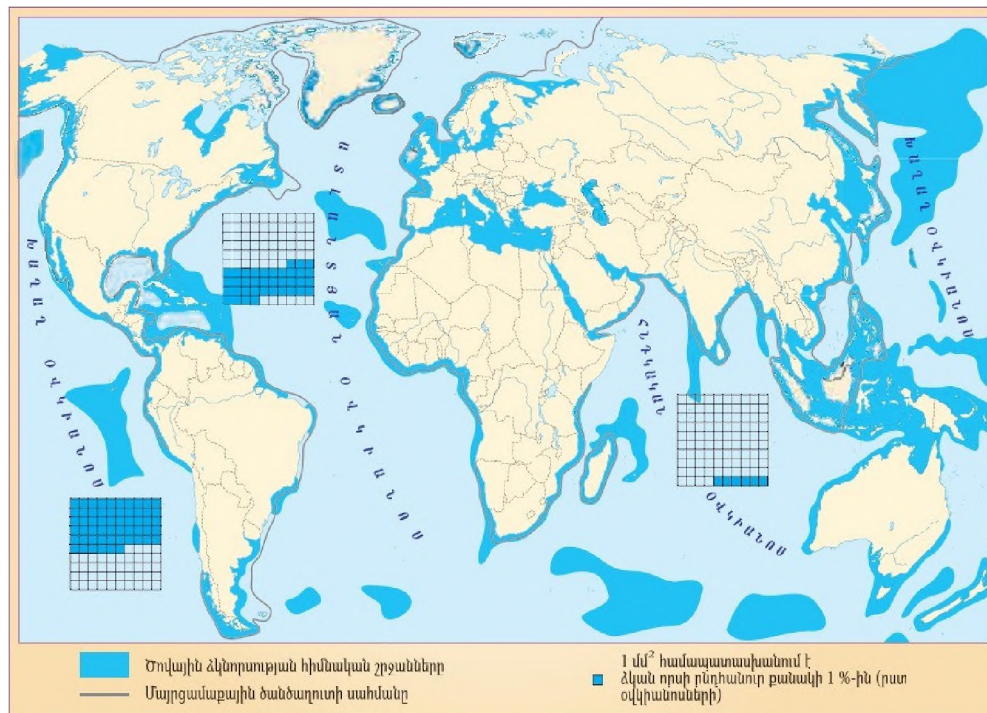 ԽԱՂԱՂ ՕՎԿԻԱՆՈՍ
ԱՏԼԱՆՏՅԱՆ ՕՎԿԻԱՆՈՍ
ՀՆԴԿԱԿԱՆ ՕՎԿԻԱՆՈՍ
ԽԱՂԱՂ ՕՎԿԻԱՆՈՍ
Ծովային ձկնորսության հիմնական շրջանները
Մայրցամաքային ծանծաղուտի սահմանը
1 մմ² համապատասխանում է
ձկան որսի ընդհանուր քանակի 1 %-ին (ըստ
օվկիանոսների)